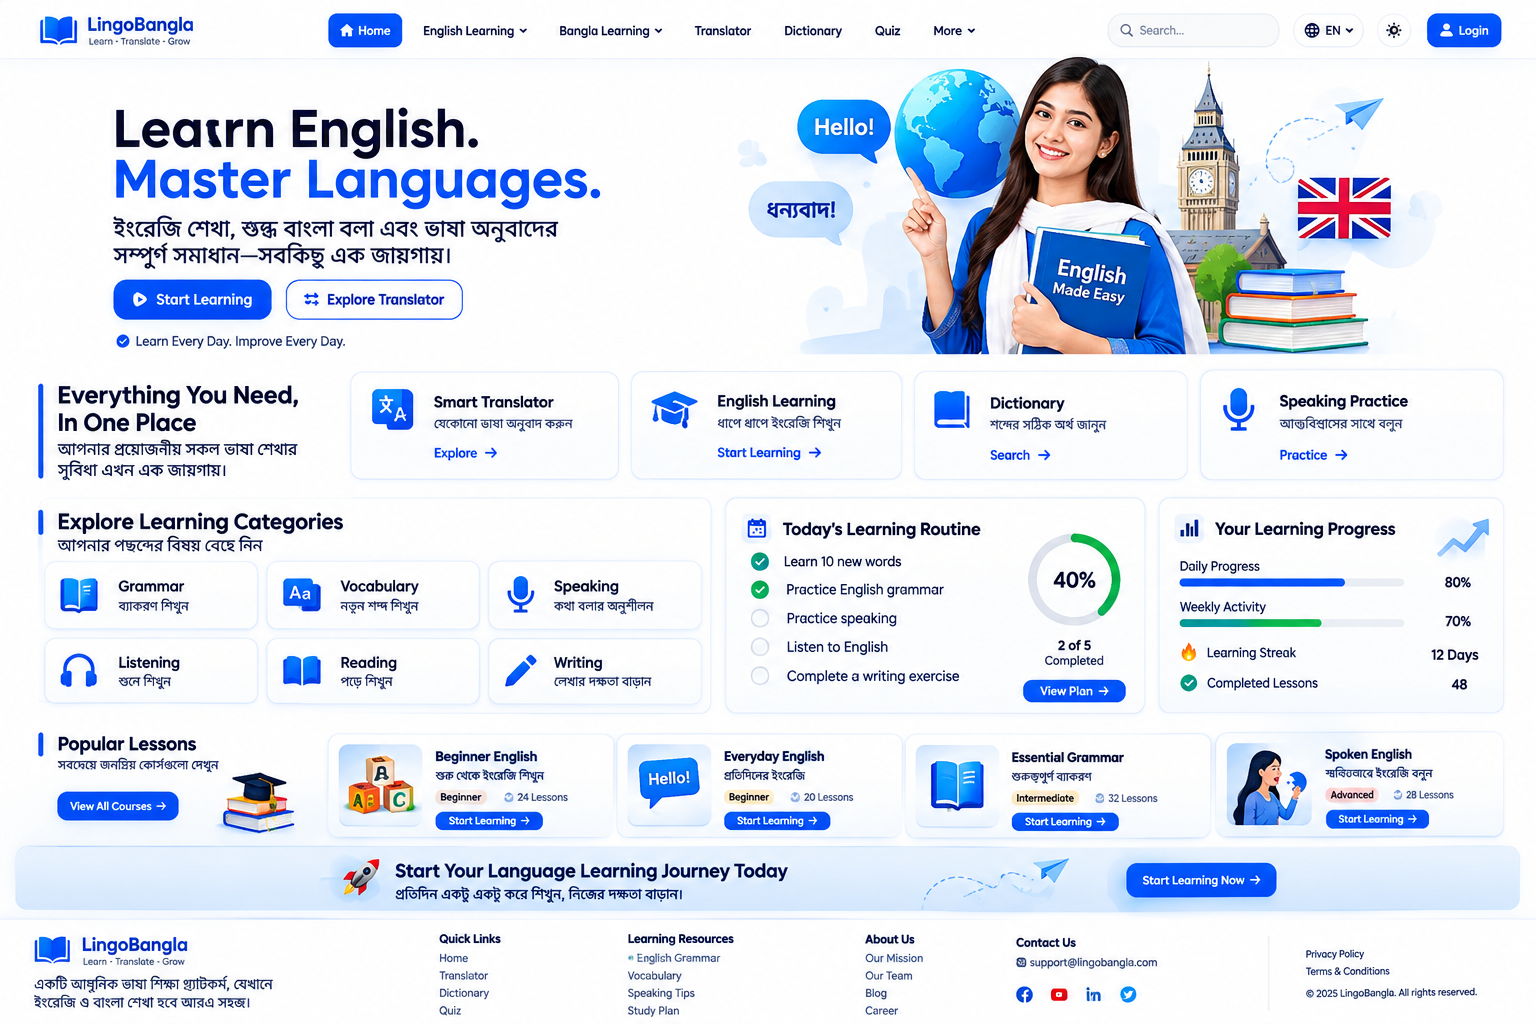 LingoBangla
Learn - Translate - Grow
Home
English Learning
Bangla Learning
Translator
Dictionary
Quiz
More
Search...
EN
Login
Learn English.
Master Languages.
ইংরেজি শেখা, শুদ্ধ বাংলা বলা এবং ভাষা অনুবাদের
সম্পূর্ণ সমাধান—সবকিছু এক জায়গায়।
Start Learning
Explore Translator
Learn Every Day. Improve Every Day.
Hello!
ধন্যবাদ!
English
Made Easy
Everything You Need,
In One Place
আপনার প্রয়োজনীয় সকল ভাষা শেখার
সুবিধা এখন এক জায়গায়।
Smart Translator
যেকোনো ভাষা অনুবাদ করুন
Explore
English Learning
ধাপে ধাপে ইংরেজি শিখুন
Start Learning
Dictionary
শব্দের সঠিক অর্থ জানুন
Search
Speaking Practice
আত্মবিশ্বাসের সাথে বলুন
Practice
Explore Learning Categories
আপনার পছন্দের বিষয় বেছে নিন
Grammar
ব্যাকরণ শিখুন
Aa
Vocabulary
নতুন শব্দ শিখুন
Speaking
কথা বলার অনুশীলন
Listening
শুনে শিখুন
Reading
পড়ে শিখুন
Writing
লেখার দক্ষতা বাড়ান
Today's Learning Routine
Learn 10 new words
Practice English grammar
Practice speaking
Listen to English
Complete a writing exercise
40%
2 of 5
Completed
View Plan
Your Learning Progress
Daily Progress
80%
Weekly Activity
70%
Learning Streak
12 Days
Completed Lessons
48
Popular Lessons
জনপ্রিয়
দেখুন
View All Courses
A
B
C
Beginner English
শুরু থেকে ইংরেজি শিখুন
Beginner
24 Lessons
Start Learning
Hello!
Everyday English
প্রতিদিনের ইংরেজি
Beginner
20 Lessons
Start Learning
Essential Grammar
ব্যাকরণ
Intermediate
32 Lessons
Start Learning
Spoken English
ইংরেজি
Advanced
28 Lessons
Start Learning
Start Your Language Learning Journey Today
প্রতিদিন একটু একটু করে শিখুন, নিজের দক্ষতা বাড়ান।
Start Learning Now
LingoBangla
Learn - Translate - Grow
একটি আধুনিক ভাষা শিক্ষা যেখানে
ইংরেজি ও বাংলা শেখা হবে আরও সহজ।
Quick Links
Home
Translator
Dictionary
Quiz
Learning Resources
English Grammar
Vocabulary
Speaking Tips
Study Plan
About Us
Our Mission
Our Team
Blog
Career
Contact Us
support@lingobangla.com
Privacy Policy
Terms & Conditions
© 2025 LingoBangla. All rights reserved.